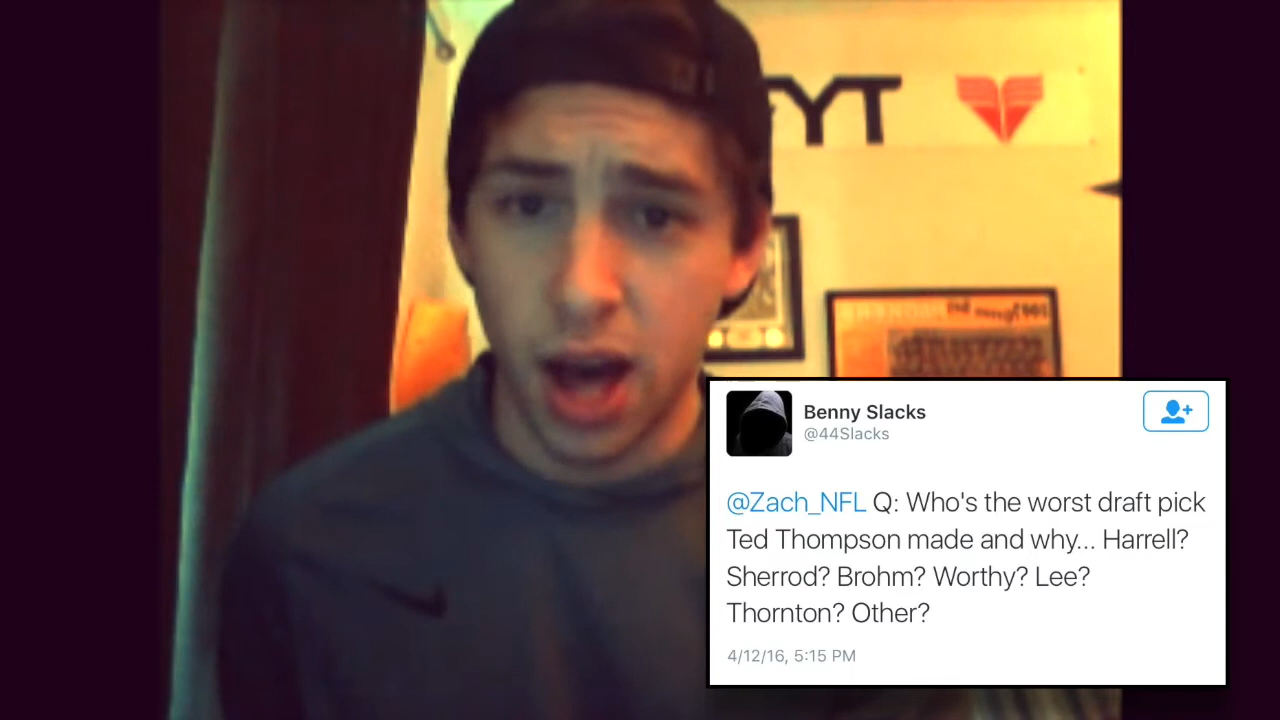 FYT
Benny Slacks
@44Slacks
@Zach_NFL Q: Who's the worst draft pick
Ted Thompson made and why... Harrell?
Sherrod? Brohm? Worthy? Lee?
Thornton? Other?
4/12/16, 5:15 PM